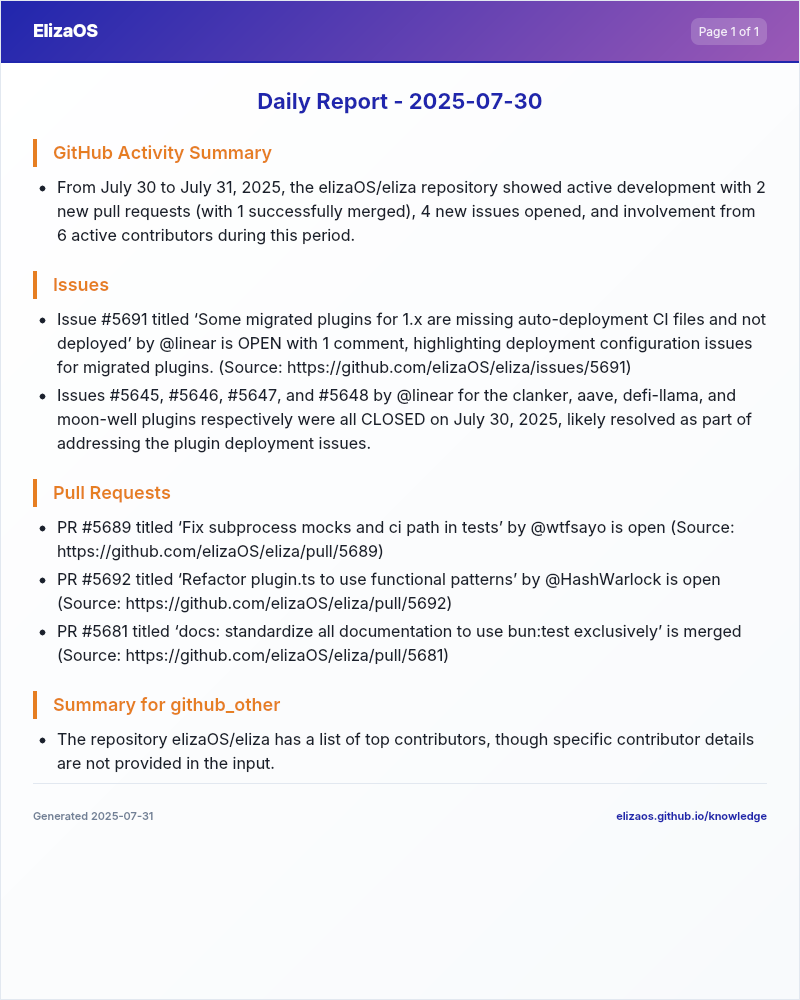 ElizaOS
Page 1 of 1
Daily Report - 2025-07-30
GitHub Activity Summary
• From July 30 to July 31, 2025, the elizaOS/eliza repository showed active development with 2
new pull requests (with 1 successfully merged), 4 new issues opened, and involvement from
6 active contributors during this period.
Issues
• Issue #5691 titled ‘Some migrated plugins for 1.x are missing auto-deployment CI files and not
deployed’ by @linear is OPEN with 1 comment, highlighting deployment configuration issues
for migrated plugins. (Source: https://github.com/elizaOS/eliza/issues/5691)
• Issues #5645, #5646, #5647, and #5648 by @linear for the clanker, aave, defi-llama, and
moon-well plugins respectively were all CLOSED on July 30, 2025, likely resolved as part of
addressing the plugin deployment issues.
Pull Requests
• PR #5689 titled ‘Fix subprocess mocks and ci path in tests’ by @wtfsayo is open (Source:
https://github.com/elizaOS/eliza/pull/5689)
• PR #5692 titled ‘Refactor plugin.ts to use functional patterns’ by @HashWarlock is open
(Source: https://github.com/elizaOS/eliza/pull/5692)
• PR #5681 titled ‘docs: standardize all documentation to use bun:test exclusively’ is merged
(Source: https://github.com/elizaOS/eliza/pull/5681)
Summary for github_other
• The repository elizaOS/eliza has a list of top contributors, though specific contributor details
are not provided in the input.
Generated 2025-07-31
elizaos.github.io/knowledge